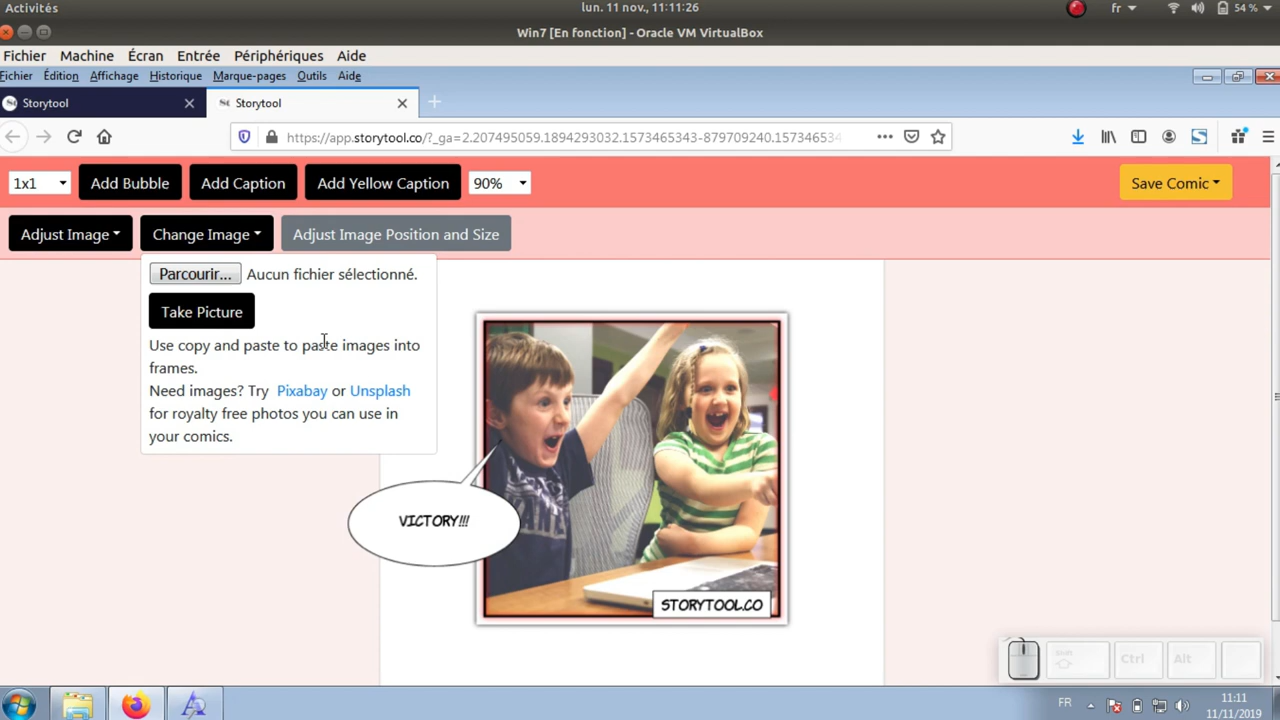 Activités
lun. 11 nov., 11:11:26
fr
54 %
Win7 [En fonction] - Oracle VM VirtualBox
Fichier Machine Écran Entrée Périphériques Aide
Fichier Édition Affichage Historique Marque-pages Outils Aide
Storytool
Storytool
https://app.storytool.co/?_ga=2.207495059.1894293032.1573465343-879709240.157346534
1x1
Add Bubble
Add Caption
Add Yellow Caption
90%
Save Comic
Adjust Image
Change Image
Adjust Image Position and Size
Parcourir... Aucun fichier sélectionné.
Take Picture
Use copy and paste to paste images into
frames.
Need images? Try Pixabay or Unsplash
for royalty free photos you can use in
your comics.
VICTORY!!!
STORYTOOL.CO
Shift
Ctrl
Alt
FR
11:11
11/11/2019